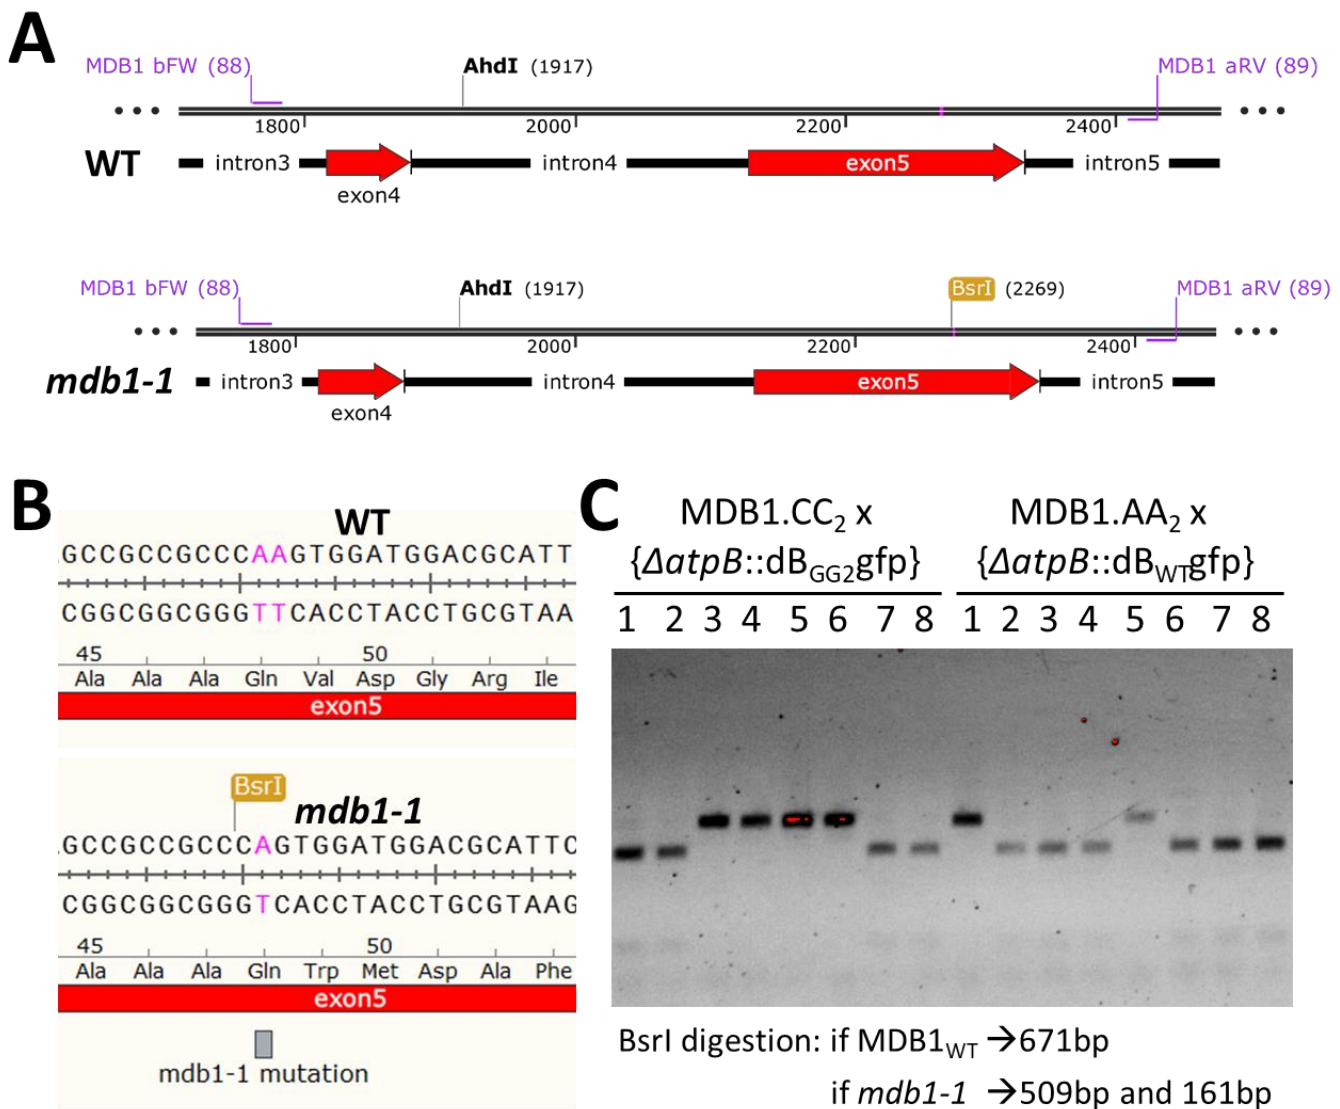 A
MDB1 bFW (88)
AhdI (1917)
MDB1 aRV (89)
1800
2000
2200
2400
WT
intron3
exon4
intron4
exon5
intron5
MDB1 bFW (88)
AhdI (1917)
BsrI (2269)
MDB1 aRV (89)
1800
2000
2200
2400
mdb1-1
intron3
exon4
intron4
exon5
intron5
B
WT
.GCCGCCGCCCAAGTGGATGGACGCATT
CGGCGGCGGGTTCACCTACCTGCGTAA
45 50
Ala Ala Ala Gln Val Asp Gly Arg Ile
exon5
BsrI
mdb1-1
.GCCGCCGCCCAGTGGATGGACGCATTC
CGGCGGCGGGTCACCTACCTGCGTAAG
45 50
Ala Ala Ala Gln Trp Met Asp Ala Phe
exon5
mdb1-1 mutation
C
MDB1.CC2 x
{ΔatpB::dBGG2gfp}
MDB1.AA2 x
{ΔatpB::dBWTgfp}
1 2 3 4 5 6 7 8 1 2 3 4 5 6 7 8
BsrI digestion: if MDB1WT →671bp
if mdb1-1 →509bp and 161bp